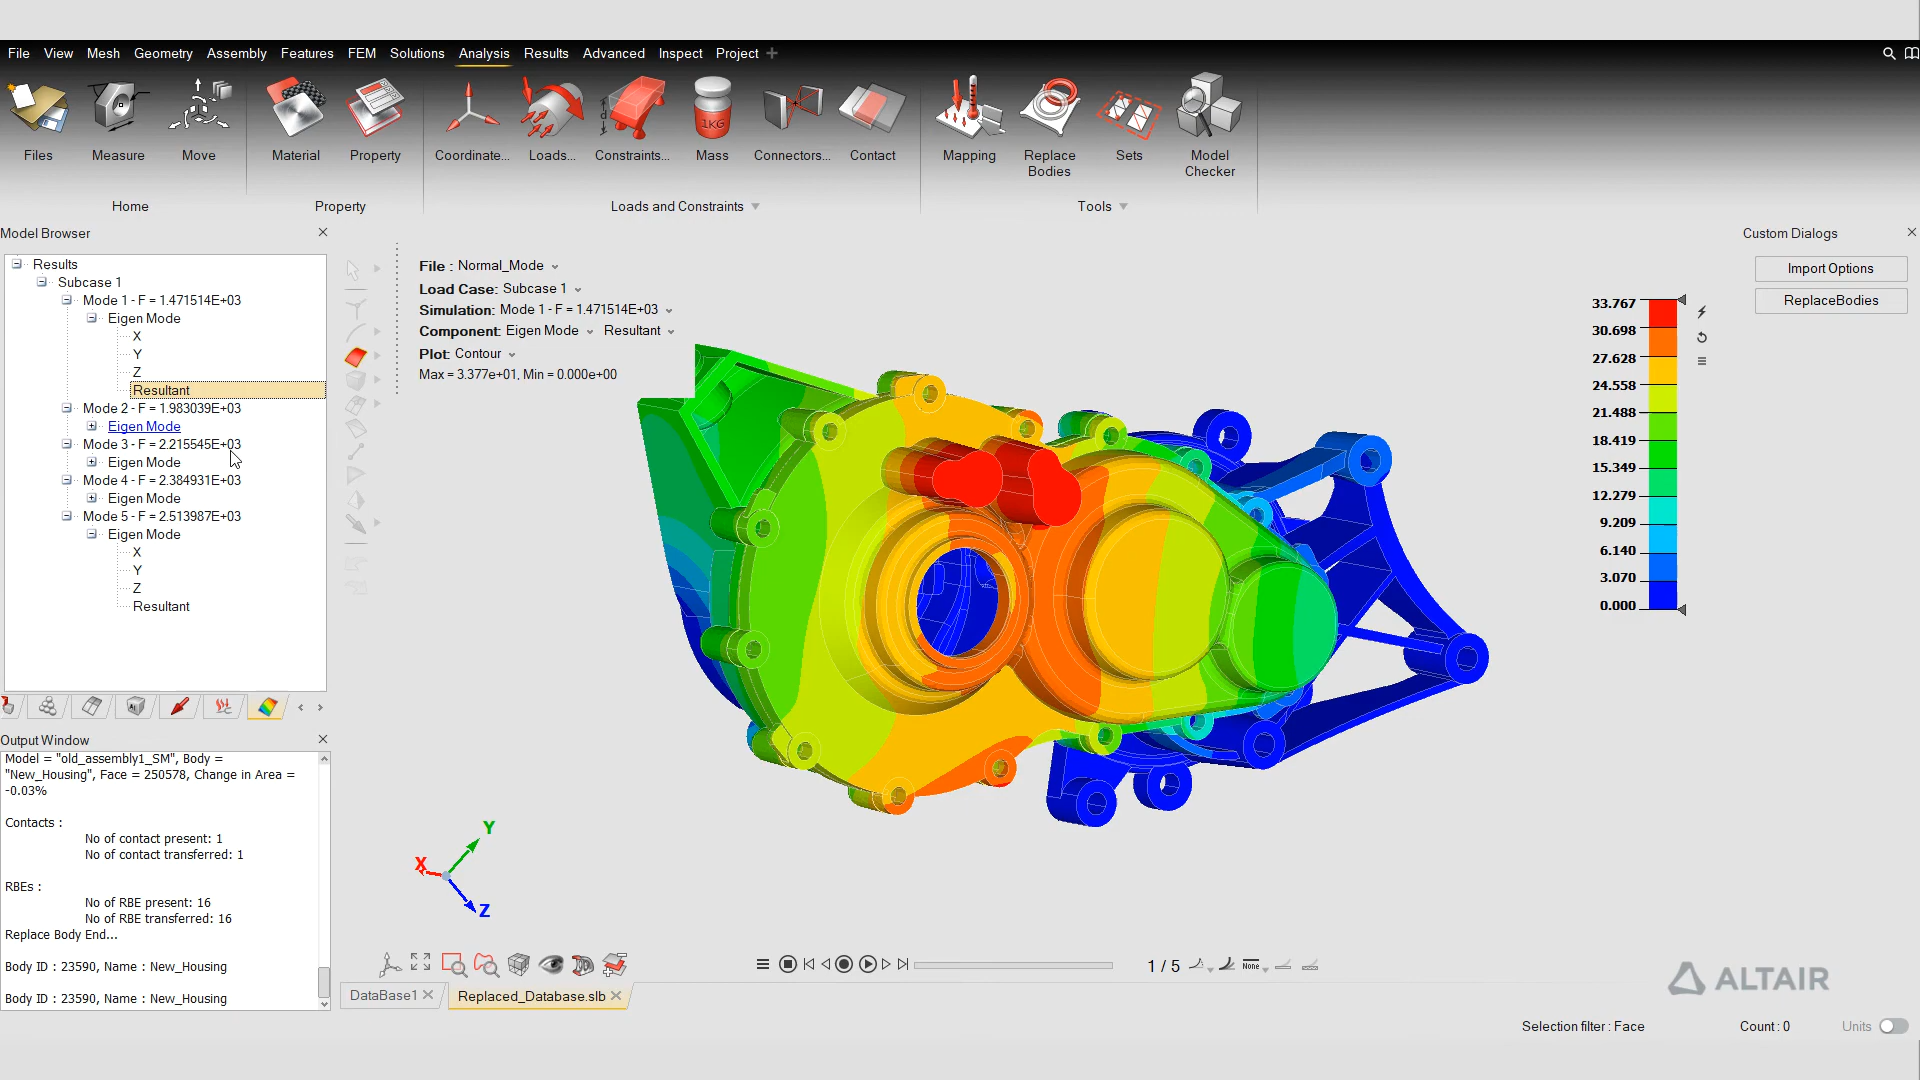 File View Mesh Geometry Assembly Features FEM Solutions Analysis Results Advanced Inspect Project +
1KG
Files Measure Move Material Property Coordinate... Loads... Constraints... Mass Connectors... Contact Mapping Replace Bodies Sets Model Checker
Home Property Loads and Constraints Tools
Model Browser
Results
Subcase 1
Mode 1 - F = 1.471514E+03
Eigen Mode
X
Y
Z
Resultant
Mode 2 - F = 1.983039E+03
Eigen Mode
Mode 3 - F = 2.215545E+03
Eigen Mode
Mode 4 - F = 2.384931E+03
Eigen Mode
Mode 5 - F = 2.513987E+03
Eigen Mode
X
Y
Z
Resultant
Output Window
Model = "old_assembly1_SM", Body =
"New_Housing", Face = 250578, Change in Area =
-0.03%
Contacts :
No of contact present: 1
No of contact transferred: 1
RBEs :
No of RBE present: 16
No of RBE transferred: 16
Replace Body End...
Body ID : 23590, Name : New_Housing
Body ID : 23590, Name : New_Housing
File : Normal_Mode
Load Case: Subcase 1
Simulation: Mode 1 - F = 1.471514E+03
Component: Eigen Mode Resultant
Plot: Contour
Max = 3.377e+01, Min = 0.000e+00
33.767
30.698
27.628
24.558
21.488
18.419
15.349
12.279
9.209
6.140
3.070
0.000
Custom Dialogs
Import Options
ReplaceBodies
Y
X
Z
1 / 5
None
DataBase1
Replaced_Database.slb
ALTAIR
Selection filter : Face
Count : 0
Units